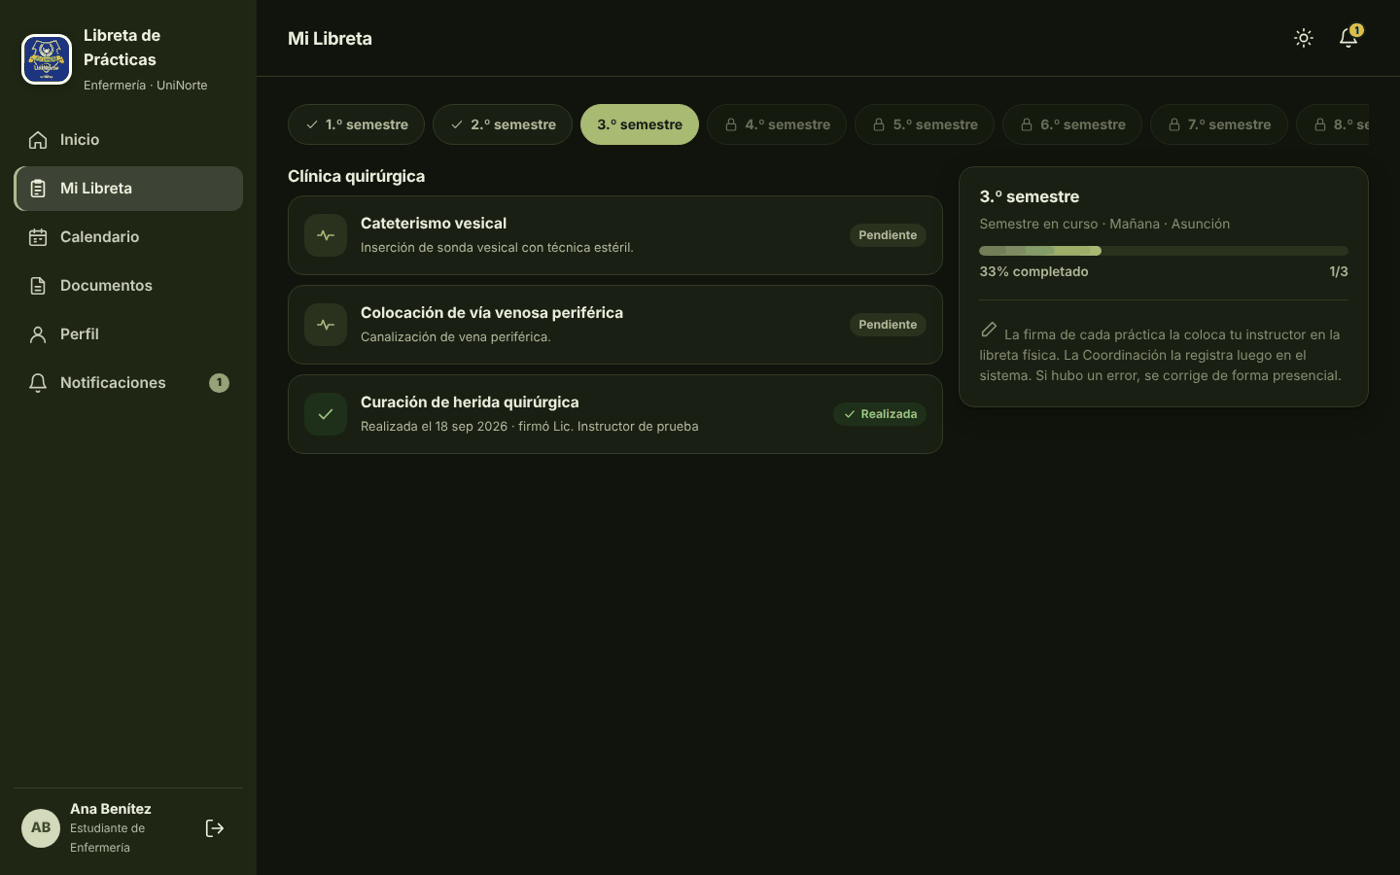 UniNorte
Libreta de
Prácticas
Enfermería · UniNorte
Inicio
Mi Libreta
Calendario
Documentos
Perfil
Notificaciones 1
Ana Benítez
AB
Estudiante de
Enfermería
Mi Libreta
1
1.º semestre 2.º semestre 3.º semestre 4.º semestre 5.º semestre 6.º semestre 7.º semestre 8.º se
Clínica quirúrgica
Cateterismo vesical
Inserción de sonda vesical con técnica estéril.
Pendiente
Colocación de vía venosa periférica
Canalización de vena periférica.
Pendiente
Curación de herida quirúrgica
Realizada el 18 sep 2026 · firmó Lic. Instructor de prueba
Realizada
3.º semestre
Semestre en curso · Mañana · Asunción
33% completado 1/3
La firma de cada práctica la coloca tu instructor en la
libreta física. La Coordinación la registra luego en el
sistema. Si hubo un error, se corrige de forma presencial.